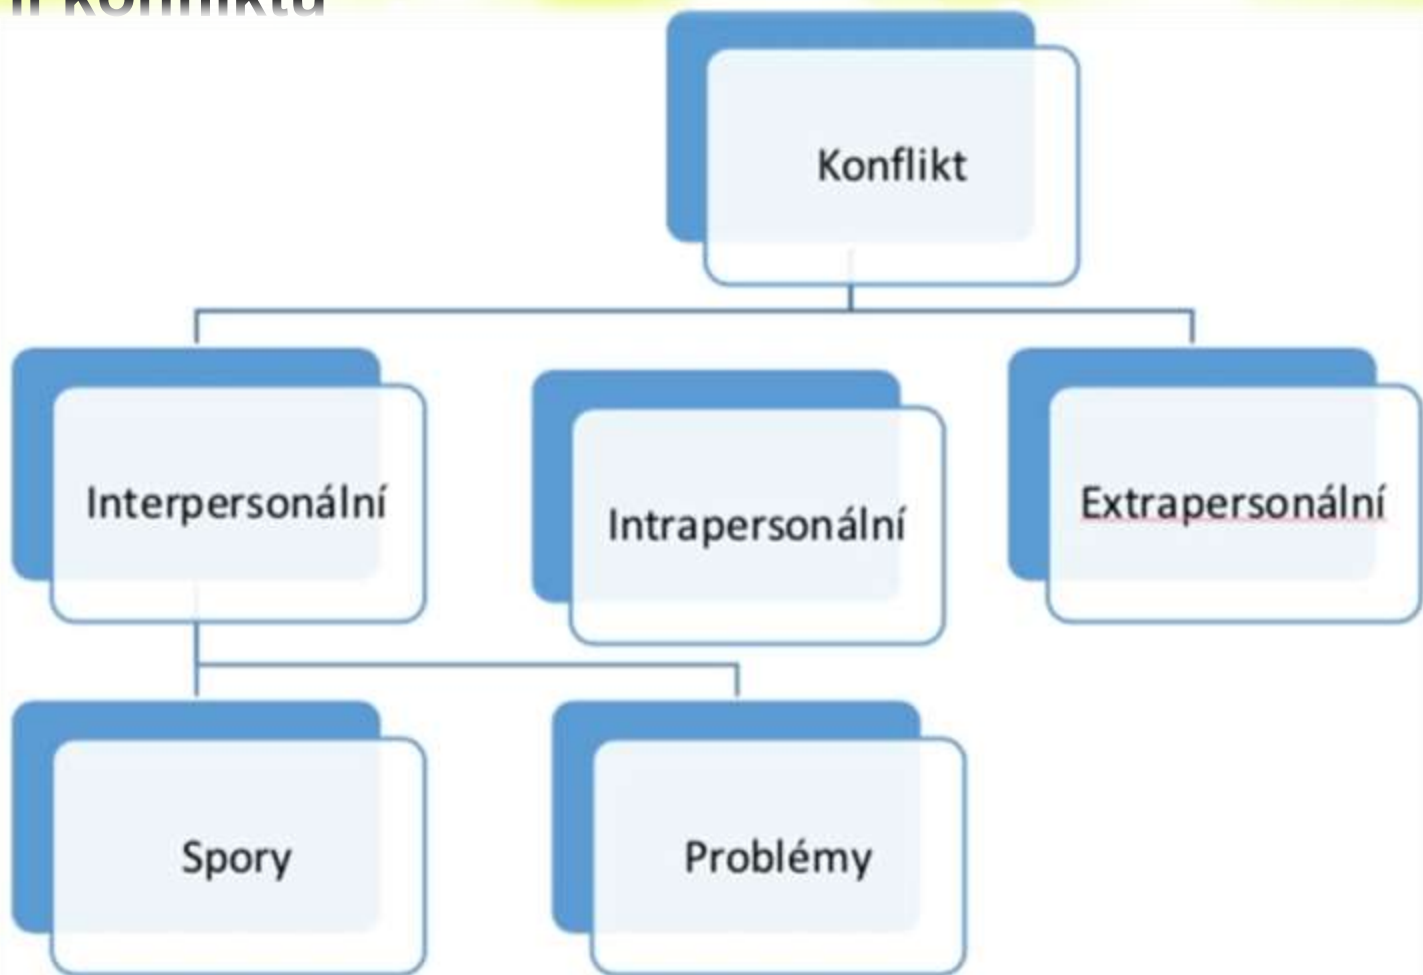 Konflikt
Interpersonální
Intrapersonální
Extrapersonální
Spory
Problémy